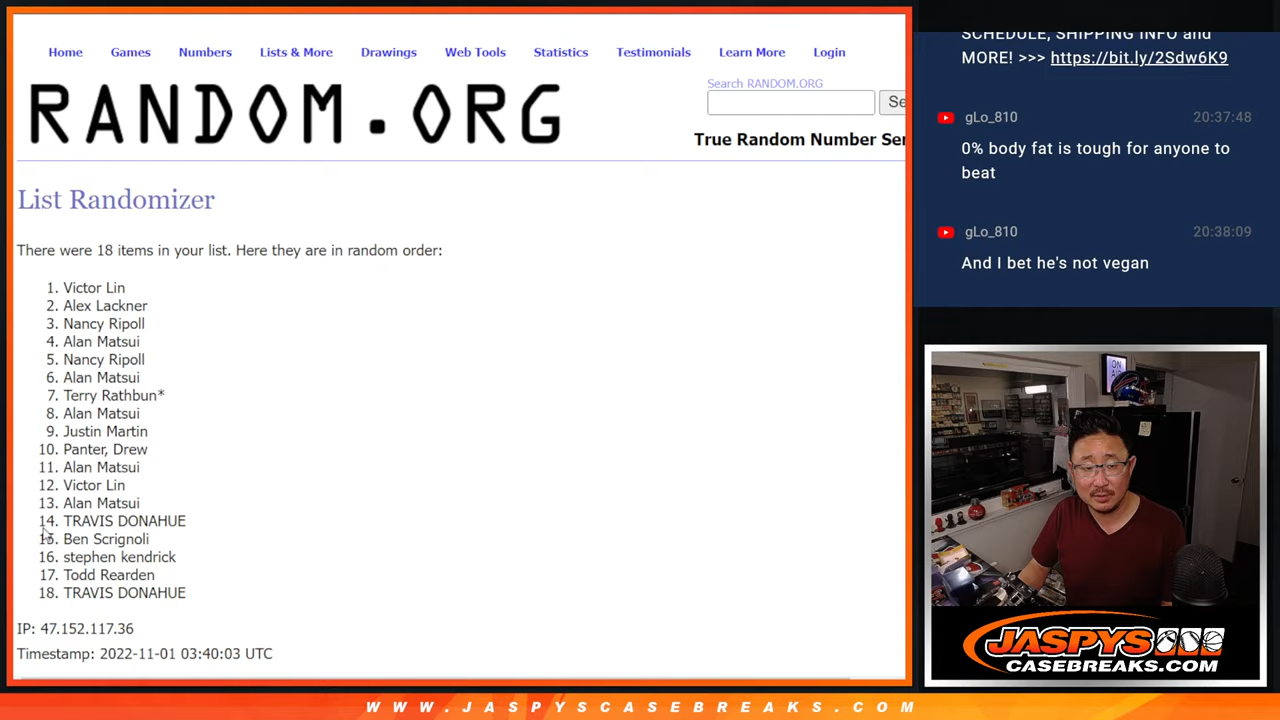 Home Games Numbers Lists & More Drawings Web Tools Statistics Testimonials Learn More Login
RANDOM.ORG
Search RANDOM.ORG
Se
True Random Number Ser
List Randomizer
There were 18 items in your list. Here they are in random order:
1. Victor Lin
2. Alex Lackner
3. Nancy Ripoll
4. Alan Matsui
5. Nancy Ripoll
6. Alan Matsui
7. Terry Rathbun*
8. Alan Matsui
9. Justin Martin
10. Panter, Drew
11. Alan Matsui
12. Victor Lin
13. Alan Matsui
14. TRAVIS DONAHUE
15. Ben Scrignoli
16. stephen kendrick
17. Todd Rearden
18. TRAVIS DONAHUE
IP: 47.152.117.36
Timestamp: 2022-11-01 03:40:03 UTC
SCHEDULE, SHIPPING INFO and
MORE! >>> https://bit.ly/2Sdw6K9
gLo_810 20:37:48
0% body fat is tough for anyone to
beat
gLo_810 20:38:09
And I bet he's not vegan
ON
AIR
JASPYS
CASEBREAKS.COM
WWW.JASPYSCASEBREAKS.COM